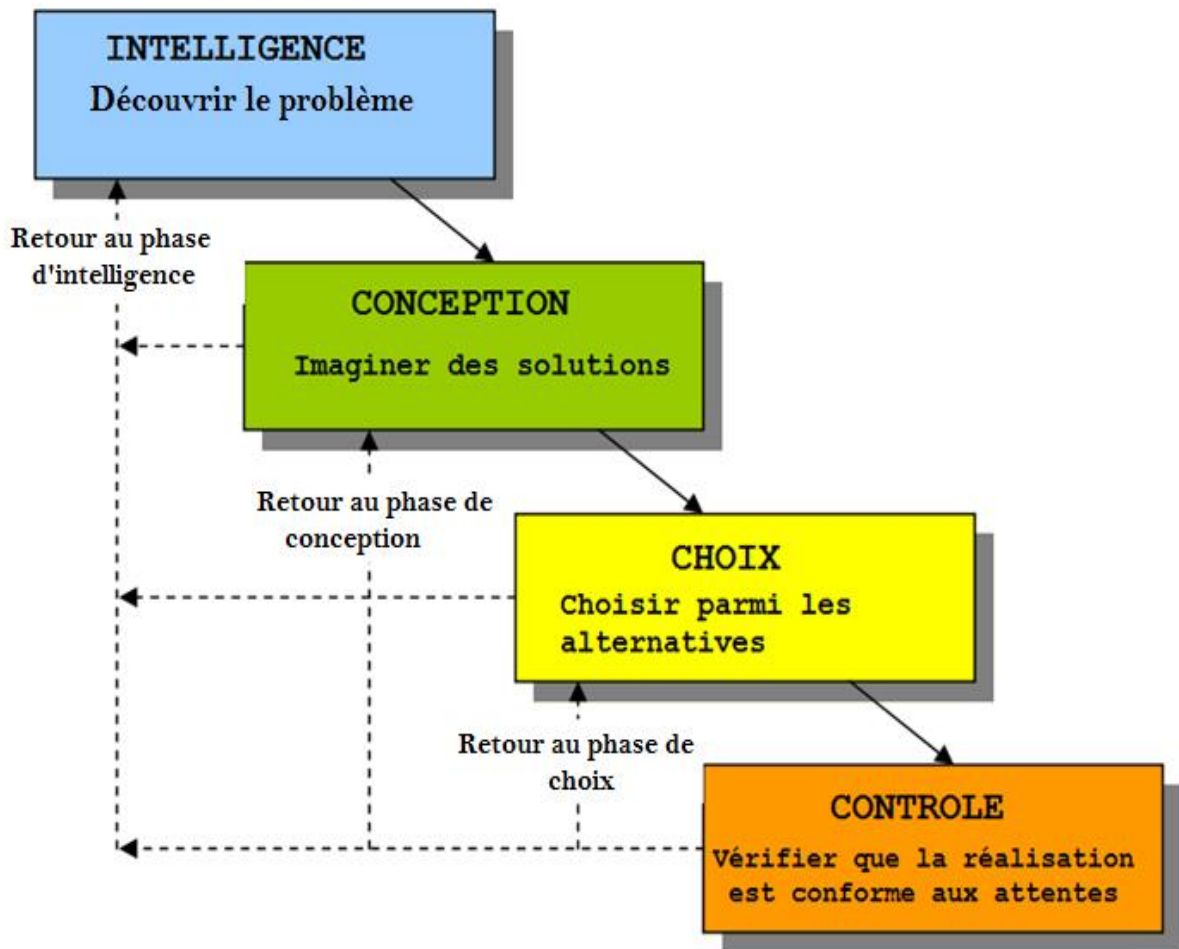 INTELLIGENCE
Découvrir le problème
Retour au phase
d'intelligence
CONCEPTION
Imaginer des solutions
Retour au phase de
conception
CHOIX
Choisir parmi les
alternatives
Retour au phase de
choix
CONTROLE
Vérifier que la réalisation
est conforme aux attentes